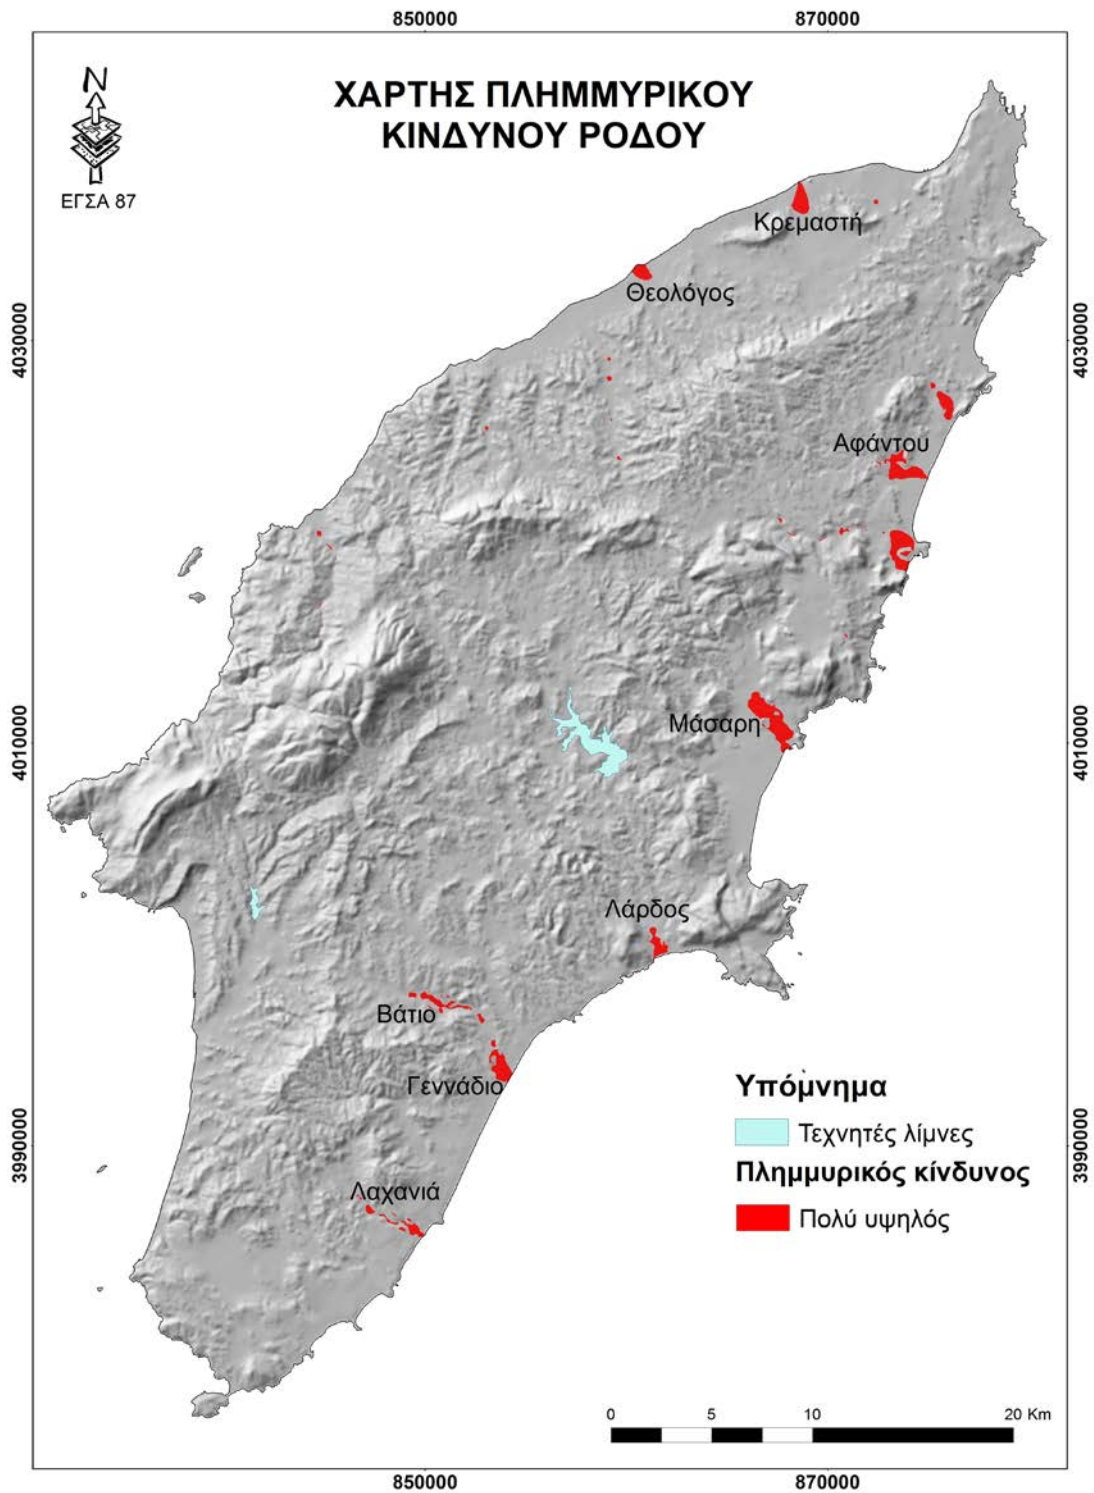 850000
870000
ΧΑΡΤΗΣ ΠΛΗΜΜΥΡΙΚΟΥ
ΚΙΝΔΥΝΟΥ ΡΟΔΟΥ
N
ΕΓΣΑ 87
Κρεμαστή
Θεολόγος
4030000
4030000
Αφάντου
Μάσαρη
4010000
4010000
Λάρδος
Βάτιο
Γεννάδιο
Υπόμνημα
Τεχνητές λίμνες
3990000
3990000
Πλημμυρικός κίνδυνος
Λαχανιά
Πολύ υψηλός
0 5 10 20 Km
850000
870000